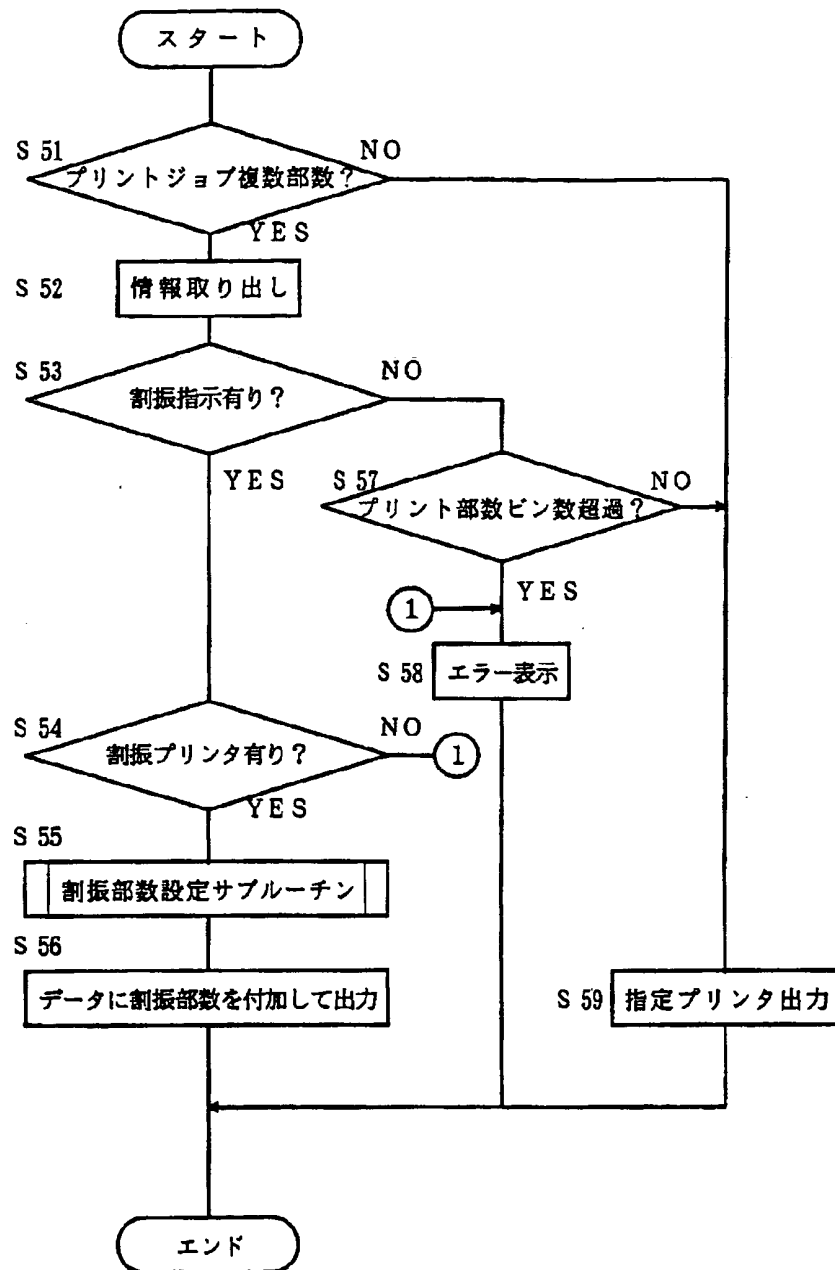 スタート
S 51
プリントジョブ複数部数？
NO
YES
S 52
情報取り出し
S 53
割振指示有り？
NO
YES
S 57
プリント部数ビン数超過？
NO
YES
1
S 58
エラー表示
S 54
割振プリンタ有り？
NO
1
YES
S 55
割振部数設定サブルーチン
S 56
データに割振部数を付加して出力
S 59
指定プリンタ出力
エンド